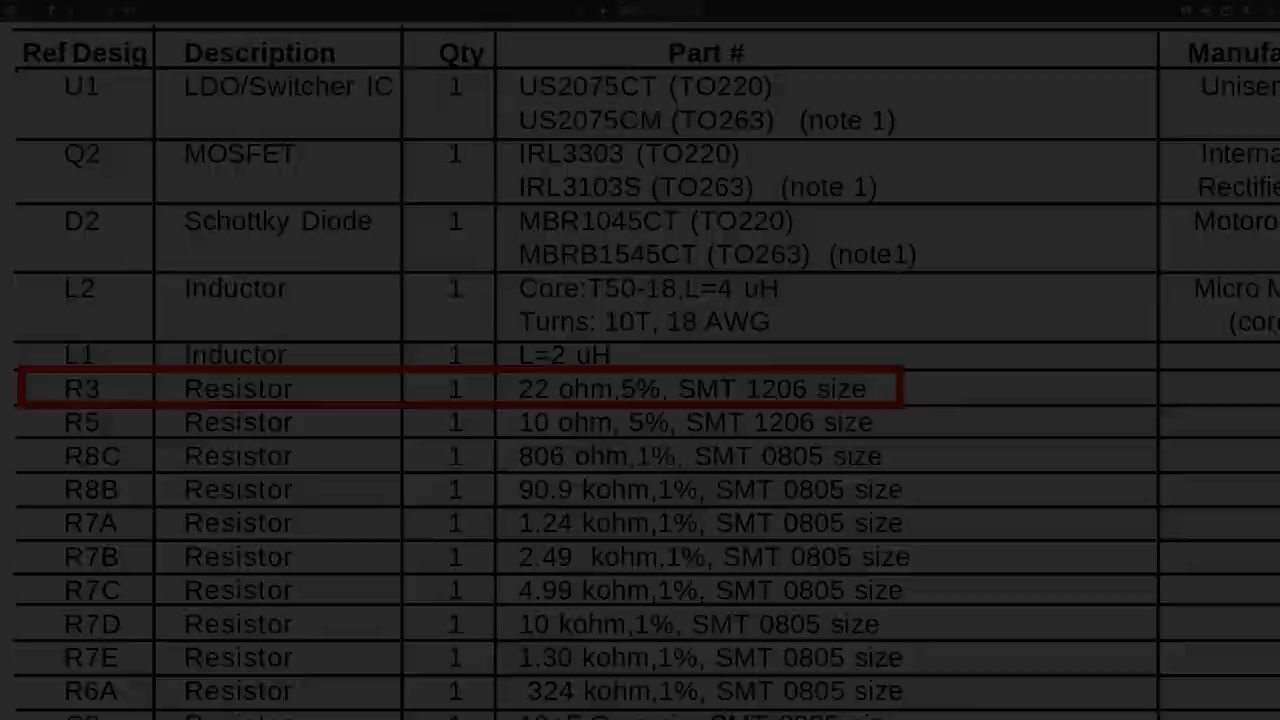 Ref Desig Description Qty Part #
U1 LDO/Switcher IC 1 US2075CT (TO220)
US2075CM (TO263) (note 1)
Q2 MOSFET 1 IRL3303 (TO220)
IRL3103S (TO263) (note 1)
D2 Schottky Diode 1 MBR1045CT (TO220)
MBRB1545CT (TO263) (note1)
L2 Inductor 1 Core:T50-18,L=4 uH Micro
Turns: 10T, 18 AWG
L1 Inductor 1 L=2 uH
R3 Resistor 1 22 ohm,5%, SMT 1206 size
R5 Resistor 1 10 ohm, 5%, SMT 1206 size
R8C Resistor 1 806 ohm,1%, SMT 0805 size
R8B Resistor 1 90.9 kohm,1%, SMT 0805 size
R7A Resistor 1 1.24 kohm,1%, SMT 0805 size
R7B Resistor 1 2.49 kohm,1%, SMT 0805 size
R7C Resistor 1 4.99 kohm,1%, SMT 0805 size
R7D Resistor 1 10 kohm,1%, SMT 0805 size
R7E Resistor 1 1.30 kohm,1%, SMT 0805 size
R6A Resistor 1 324 kohm,1%, SMT 0805 size